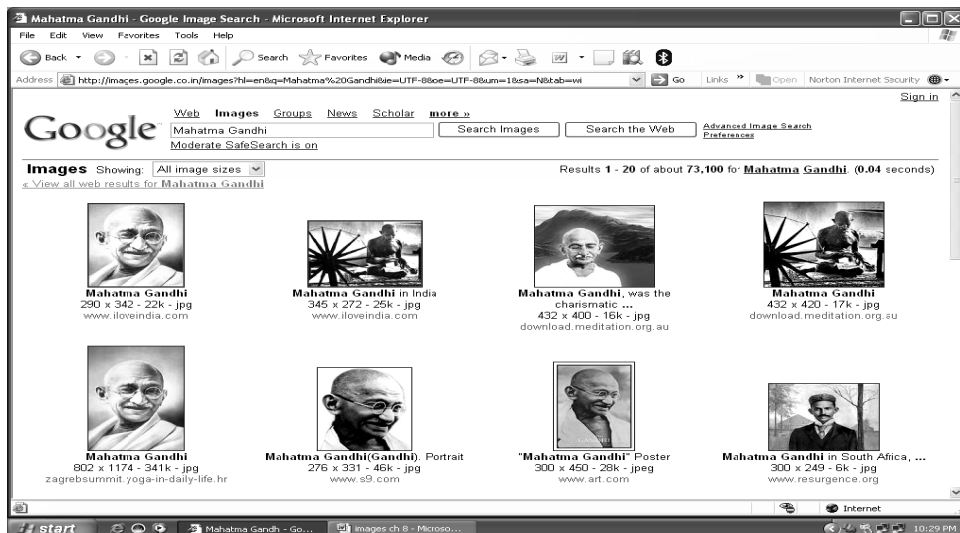 Mahatma Gandhi - Google Image Search - Microsoft Internet Explorer
File Edit View Favorites Tools Help
Back Search Favorites Media
Address http://images.google.co.in/images?hl=en&q=Mahatma%20Gandhi&ie=UTF-8&oe=UTF-8&um=1&sa=N&tab=wi Go Links » Open Norton Internet Security
Sign in
Web Images Groups News Scholar more »
Google Mahatma Gandhi Search Images Search the Web Advanced Image Search
Preferences
Moderate SafeSearch is on
Images Showing: All image sizes Results 1 - 20 of about 73,100 for Mahatma Gandhi. (0.04 seconds)
« View all web results for Mahatma Gandhi
Mahatma Gandhi
290 x 342 - 22k - jpg
www.iloveindia.com
Mahatma Gandhi in India
345 x 272 - 25k - jpg
www.iloveindia.com
Mahatma Gandhi, was the
charismatic ...
432 x 400 - 16k - jpg
download.meditation.org.au
Mahatma Gandhi
432 x 420 - 17k - jpg
download.meditation.org.au
Mahatma Gandhi
802 x 1174 - 341k - jpg
zagrebsummit.yoga-in-daily-life.hr
Mahatma Gandhi(Gandhi). Portrait
276 x 331 - 46k - jpg
www.s9.com
GANDHI
"Mahatma Gandhi" Poster
300 x 450 - 28k - jpeg
www.art.com
Mahatma Gandhi in South Africa, ...
300 x 249 - 6k - jpg
www.resurgence.org
Internet
start Mahatma Gandh - Go... images ch 8 - Microso... 10:29 PM